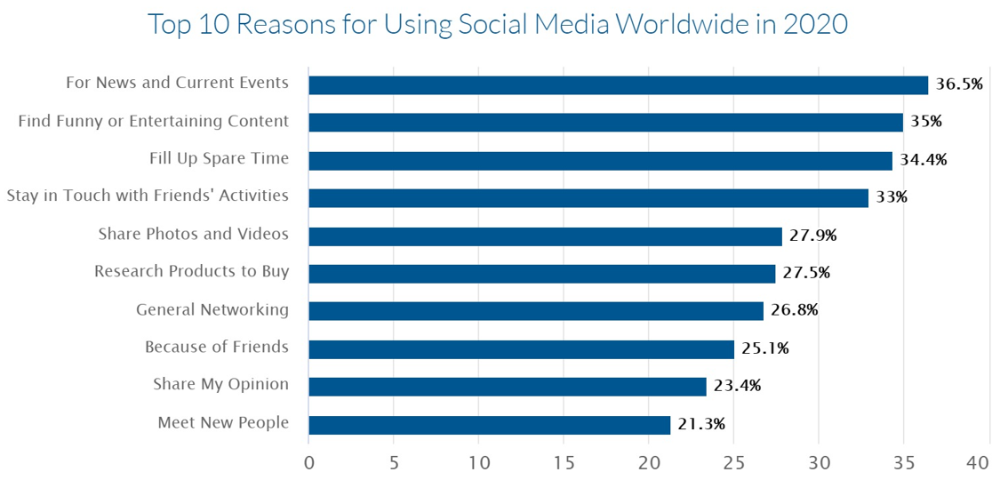 Top 10 Reasons for Using Social Media Worldwide in 2020
For News and Current Events 36.5%
Find Funny or Entertaining Content 35%
Fill Up Spare Time 34.4%
Stay in Touch with Friends' Activities 33%
Share Photos and Videos 27.9%
Research Products to Buy 27.5%
General Networking 26.8%
Because of Friends 25.1%
Share My Opinion 23.4%
Meet New People 21.3%
0 5 10 15 20 25 30 35 40